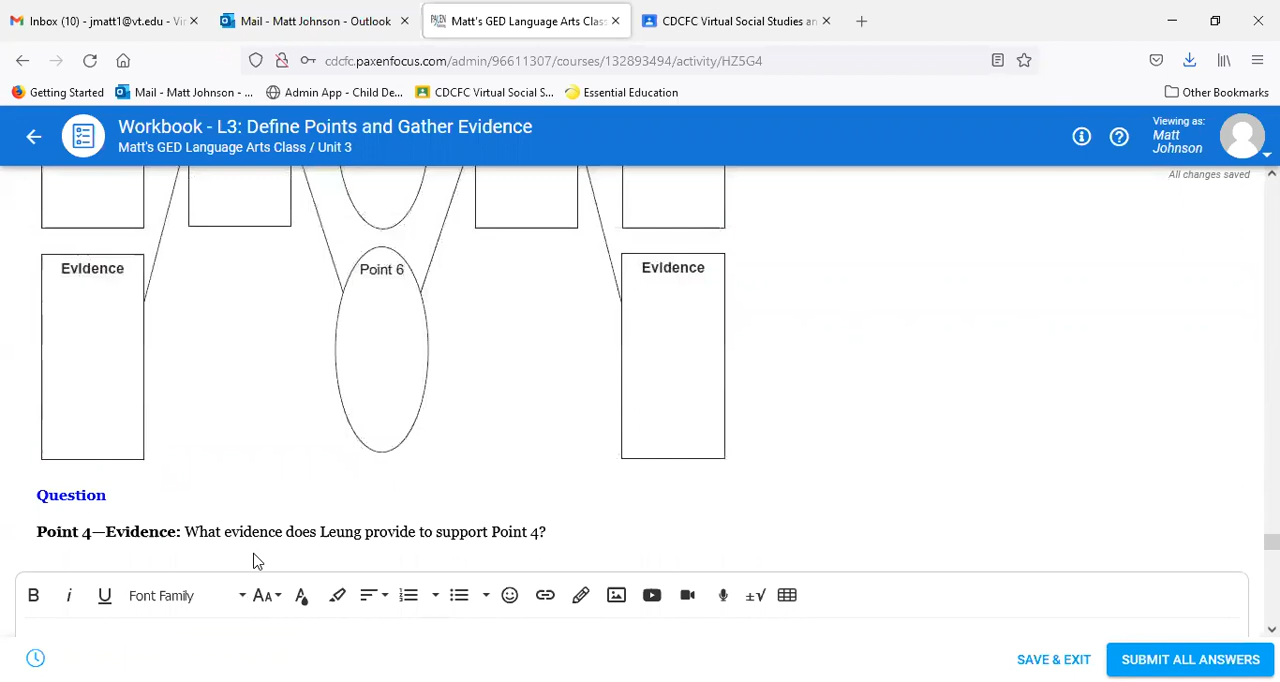 Inbox (10) - jmatt1@vt.edu - Vir
Mail - Matt Johnson - Outlook
PAXEN Matt's GED Language Arts Clas
CDCFC Virtual Social Studies an
cdcfc.paxenfocus.com/admin/96611307/courses/132893494/activity/HZ5G4
Getting Started
Mail - Matt Johnson - ...
Admin App - Child De...
CDCFC Virtual Social S...
Essential Education
Other Bookmarks
Workbook - L3: Define Points and Gather Evidence
Matt's GED Language Arts Class / Unit 3
Viewing as:
Matt
Johnson
All changes saved
Evidence
Point 6
Evidence
Question
Point 4—Evidence: What evidence does Leung provide to support Point 4?
B i U Font Family AA A ±√
SAVE & EXIT
SUBMIT ALL ANSWERS